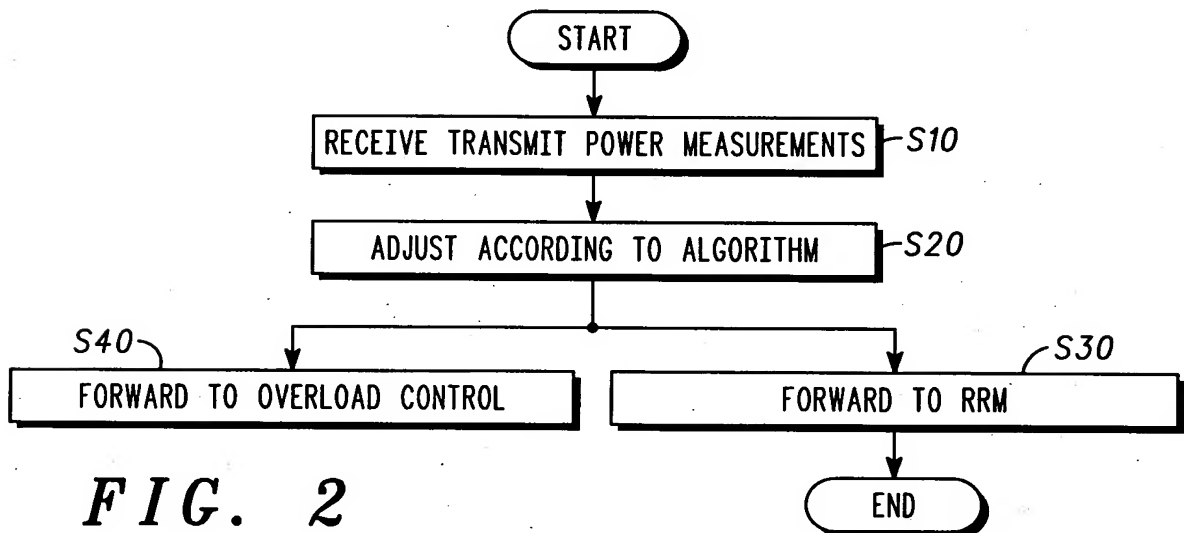 START
RECEIVE TRANSMIT POWER MEASUREMENTS
S10
ADJUST ACCORDING TO ALGORITHM
S20
S40
S30
FORWARD TO OVERLOAD CONTROL
FORWARD TO RRM
END
FIG. 2